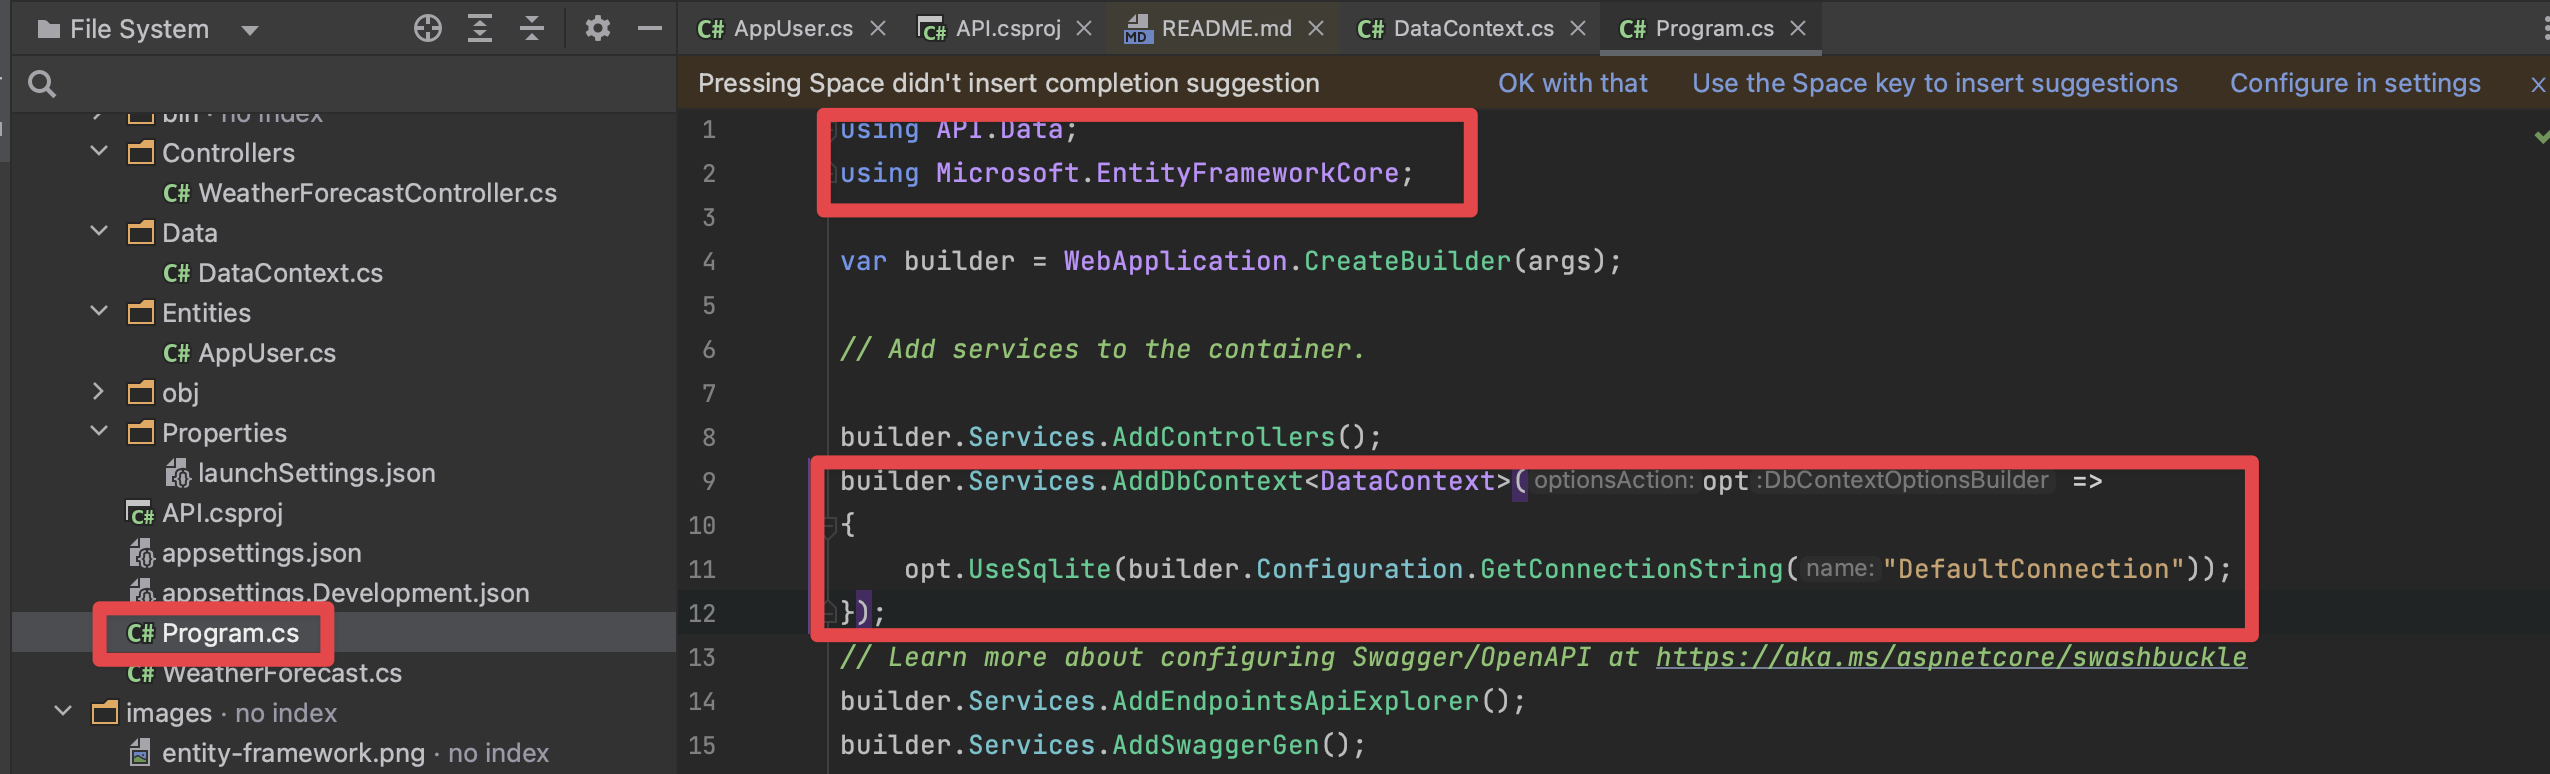 File System
AppUser.cs
API.csproj
README.md
DataContext.cs
Program.cs
Pressing Space didn't insert completion suggestion
OK with that
Use the Space key to insert suggestions
Configure in settings
bin · no index
Controllers
C# WeatherForecastController.cs
Data
C# DataContext.cs
Entities
C# AppUser.cs
obj
Properties
launchSettings.json
C# API.csproj
appsettings.json
appsettings.Development.json
C# Program.cs
C# WeatherForecast.cs
images · no index
entity-framework.png · no index
1 using API.Data;
2 using Microsoft.EntityFrameworkCore;
3
4 var builder = WebApplication.CreateBuilder(args);
5
6 // Add services to the container.
7
8 builder.Services.AddControllers();
9 builder.Services.AddDbContext<DataContext>( optionsAction: opt :DbContextOptionsBuilder =>
10 {
11 opt.UseSqlite(builder.Configuration.GetConnectionString( name: "DefaultConnection"));
12 });
13 // Learn more about configuring Swagger/OpenAPI at https://aka.ms/aspnetcore/swashbuckle
14 builder.Services.AddEndpointsApiExplorer();
15 builder.Services.AddSwaggerGen();